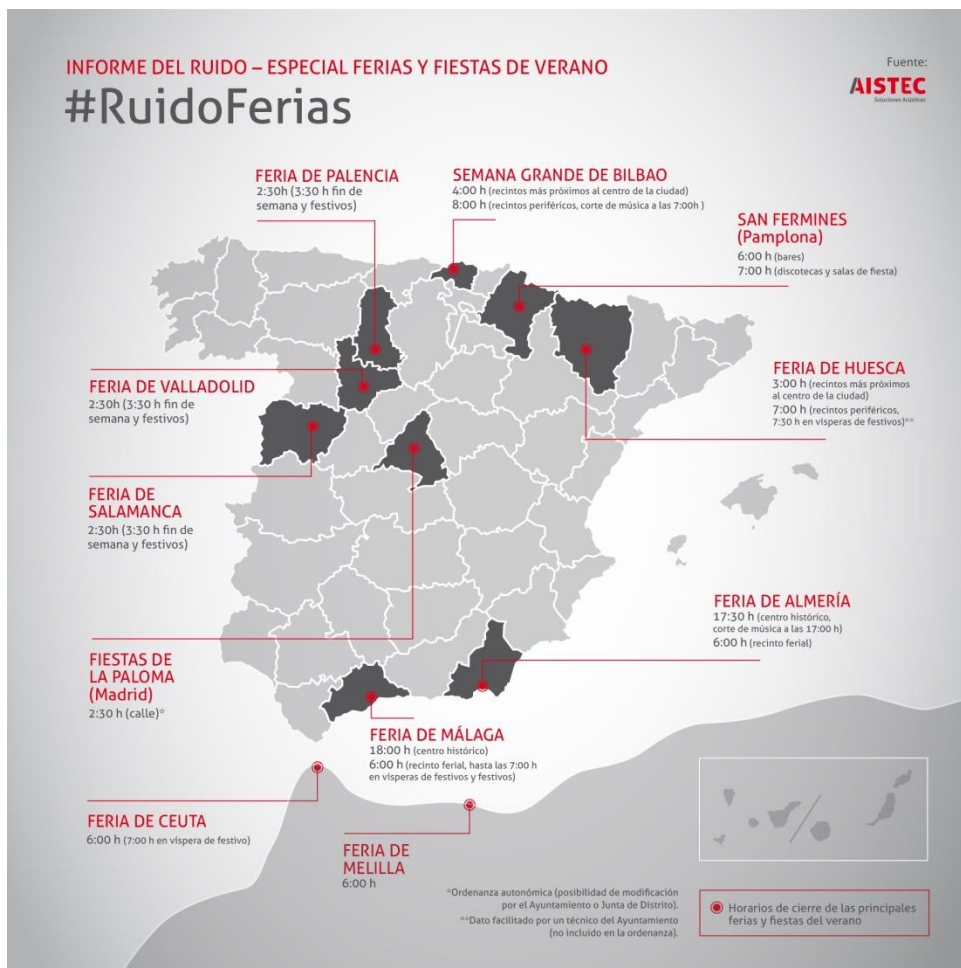 INFORME DEL RUIDO – ESPECIAL FERIAS Y FIESTAS DE VERANO
#RuidoFerias
Fuente:
AISTEC
Soluciones Acústicas
FERIA DE PALENCIA
2:30h (3:30 h fin de
semana y festivos)
SEMANA GRANDE DE BILBAO
4:00 h (recintos más próximos al centro de la ciudad)
8:00 h (recintos periféricos, corte de música a las 7:00h )
SAN FERMINES
(Pamplona)
6:00 h (bares)
7:00 h (discotecas y salas de fiesta)
FERIA DE VALLADOLID
2:30h (3:30 h fin de
semana y festivos)
FERIA DE HUESCA
3:00 h (recintos más próximos
al centro de la ciudad)
7:00 h (recintos periféricos,
7:30 h en vísperas de festivos)**
FERIA DE
SALAMANCA
2:30h (3:30 h fin de
semana y festivos)
FERIA DE ALMERÍA
17:30 h (centro histórico,
corte de música a las 17:00 h)
6:00 h (recinto ferial)
FIESTAS DE
LA PALOMA
(Madrid)
2:30 h (calle)*
FERIA DE MÁLAGA
18:00 h (centro histórico)
6:00 h (recinto ferial, hasta las 7:00 h
en vísperas de festivos y festivos)
FERIA DE CEUTA
6:00 h (7:00 h en víspera de festivo)
FERIA DE
MELILLA
6:00 h
*Ordenanza autonómica (posibilidad de modificación
por el Ayuntamiento o Junta de Distrito).
**Dato facilitado por un técnico del Ayuntamiento
(no incluido en la ordenanza).
Horarios de cierre de las principales
ferias y fiestas del verano